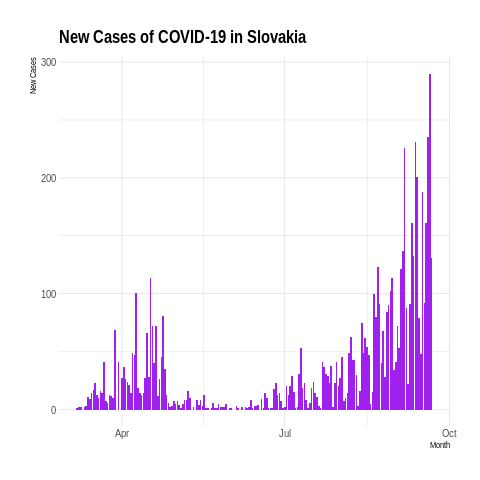 New Cases of COVID-19 in Slovakia
New Cases
300
200
100
0
Apr
Jul
Oct
Month